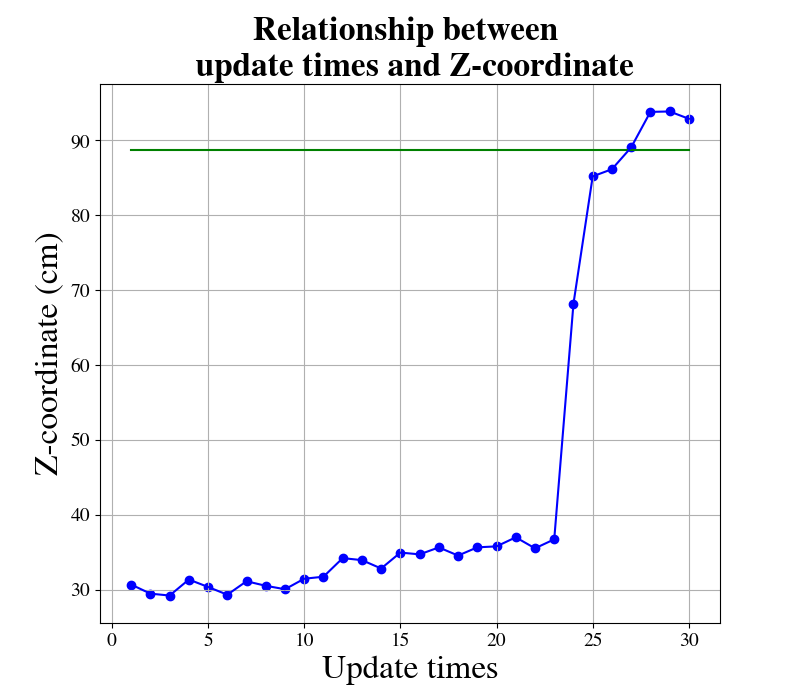 Relationship between
update times and Z-coordinate
Z-coordinate (cm)
90
80
70
60
50
40
30
0 5 10 15 20 25 30
Update times